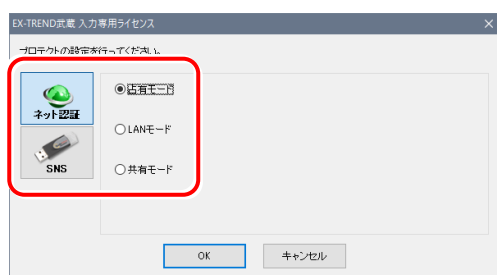 EX-TREND武蔵 入力専用ライセンス
プロテクトの設定を行ってください。
ネット認証
占有モード
LANモード
SNS
共有モード
OK
キャンセル